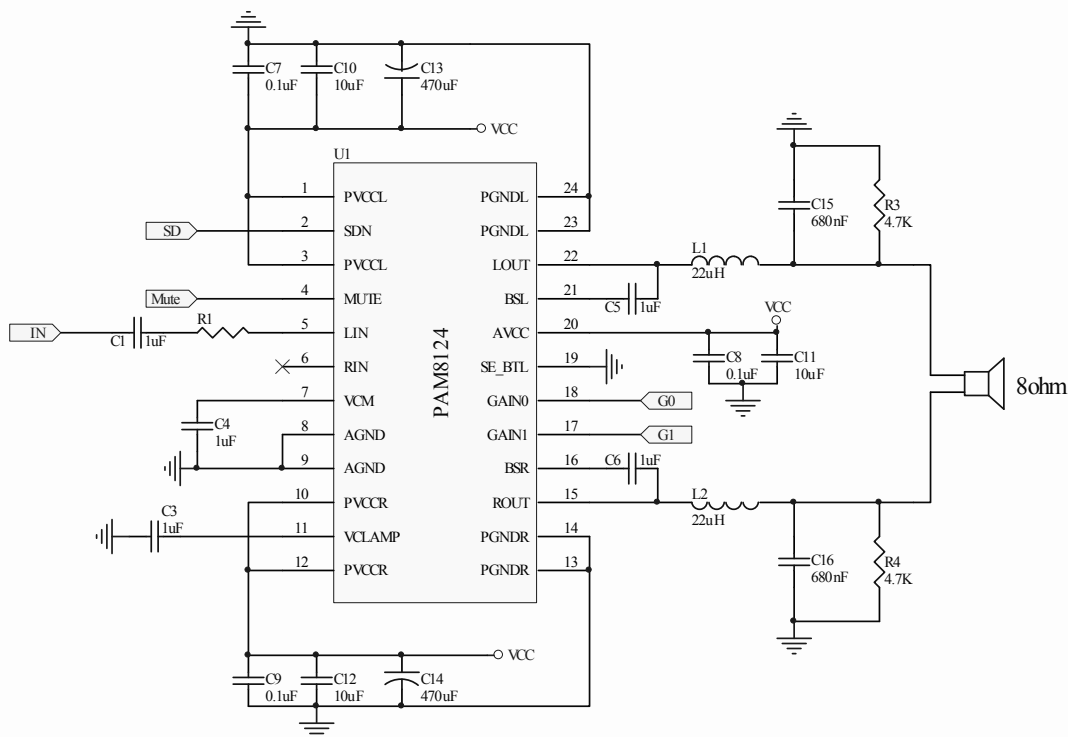 C7
0.1uF
C10
10uF
C13
470uF
VCC
U1
1
PVCCL
PGNDL
24
SD
2
SDN
PGNDL
23
3
PVCCL
LOUT
22
Mute
4
MUTE
BSL
21
IN
C1
1uF
R1
5
LIN
AVCC
20
6
RIN
SE_BTL
19
7
VCM
GAIN0
18
G0
C4
1uF
8
AGND
GAIN1
17
G1
9
AGND
BSR
16
10
PVCCR
ROUT
15
C3
1uF
11
VCLAMP
PGNDR
14
12
PVCCR
PGNDR
13
PAM8124
C5
1uF
L1
22uH
C15
680nF
R3
4.7K
VCC
C8
0.1uF
C11
10uF
8ohm
C6
1uF
L2
22uH
C16
680nF
R4
4.7K
VCC
C9
0.1uF
C12
10uF
C14
470uF